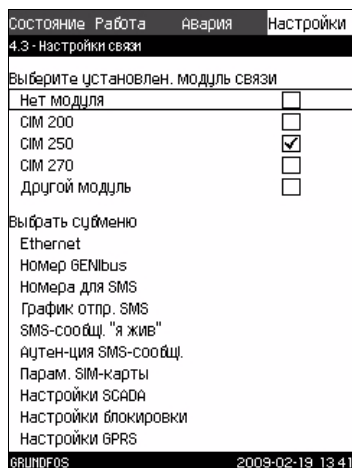 Состояние Работа Авария Настройки
4.3 - Настройки связи
Выберите установлен. модуль связи
Нет модуля
CIM 200
CIM 250
CIM 270
Другой модуль
Выбрать субменю
Ethernet
Номер GENIbus
Номера для SMS
График отпр. SMS
SMS-сообщ. "я жив"
Аутен-ция SMS-сообщ.
Парам. SIM-карты
Настройки SCADA
Настройки блокировки
Настройки GPRS
GRUNDFOS 2009-02-19 13:41